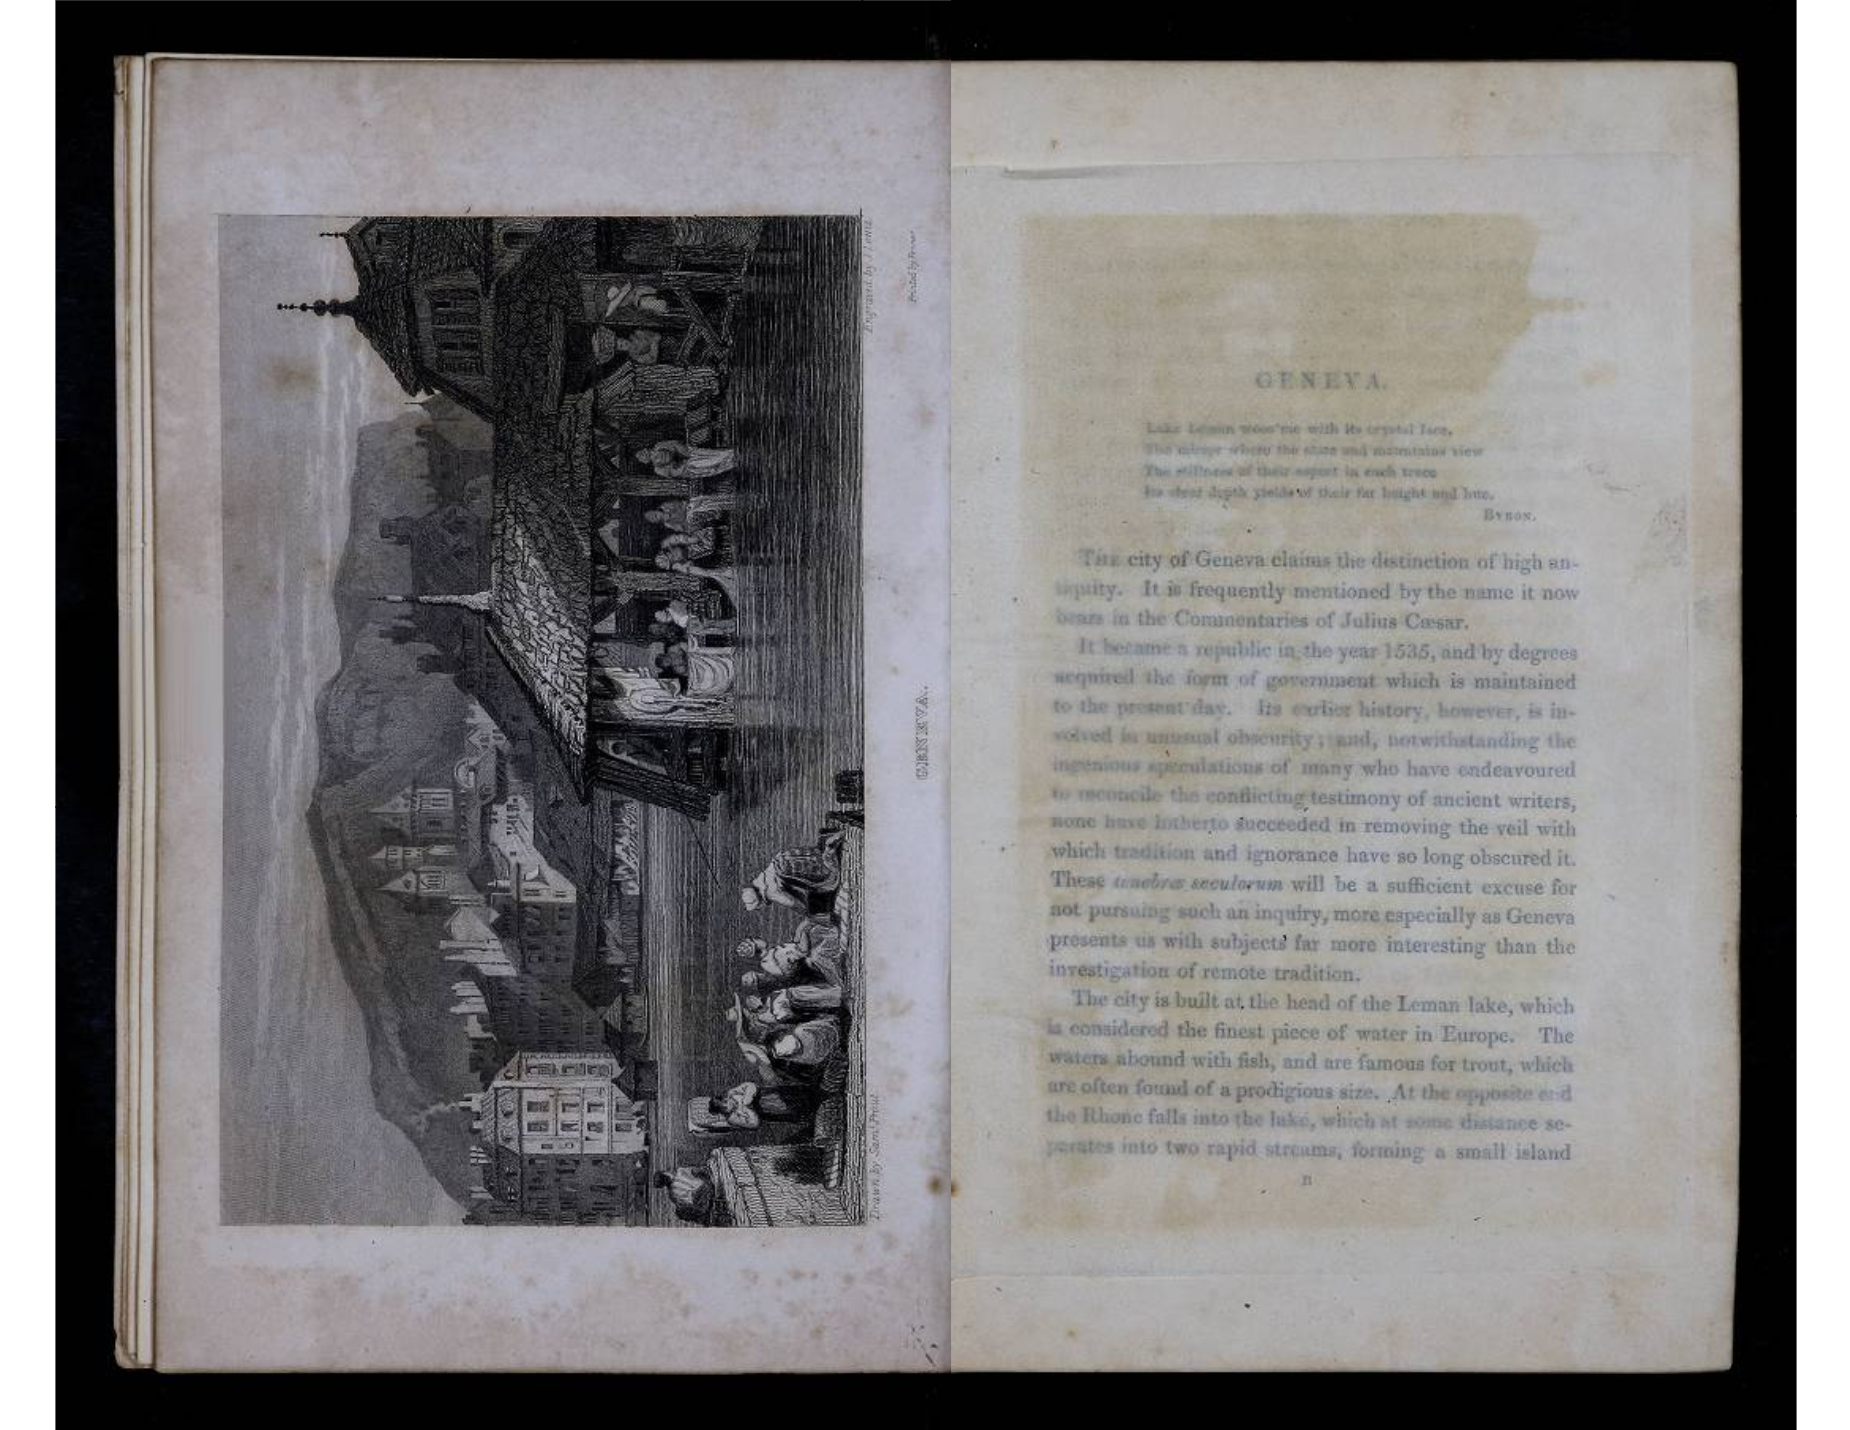 Drawn by Saml. Prout.
Engraved by J. Lewis.
GENEVA.
Printed by Fenner
GENEVA.
Lake Leman woos me with its crystal face,
The mirror where the stars and mountains view
The stillness of their aspect in each trace
Its clear depth yields of their far height and hue.
BYRON.
THE city of Geneva claims the distinction of high an-
tiquity. It is frequently mentioned by the name it now
bears in the Commentaries of Julius Cæsar.
It became a republic in the year 1535, and by degrees
acquired the form of government which is maintained
to the present day. Its earlier history, however, is in-
volved in unusual obscurity; and, notwithstanding the
ingenious speculations of many who have endeavoured
to reconcile the conflicting testimony of ancient writers,
none have hitherto succeeded in removing the veil with
which tradition and ignorance have so long obscured it.
These tenebræ seculorum will be a sufficient excuse for
not pursuing such an inquiry, more especially as Geneva
presents us with subjects far more interesting than the
investigation of remote tradition.
The city is built at the head of the Leman lake, which
is considered the finest piece of water in Europe. The
waters abound with fish, and are famous for trout, which
are often found of a prodigious size. At the opposite end
the Rhone falls into the lake, which at some distance se-
parates into two rapid streams, forming a small island
B